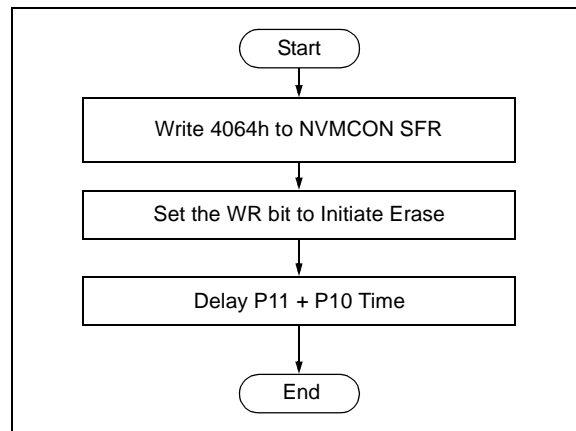 Start
Write 4064h to NVMCON SFR
Set the WR bit to Initiate Erase
Delay P11 + P10 Time
End